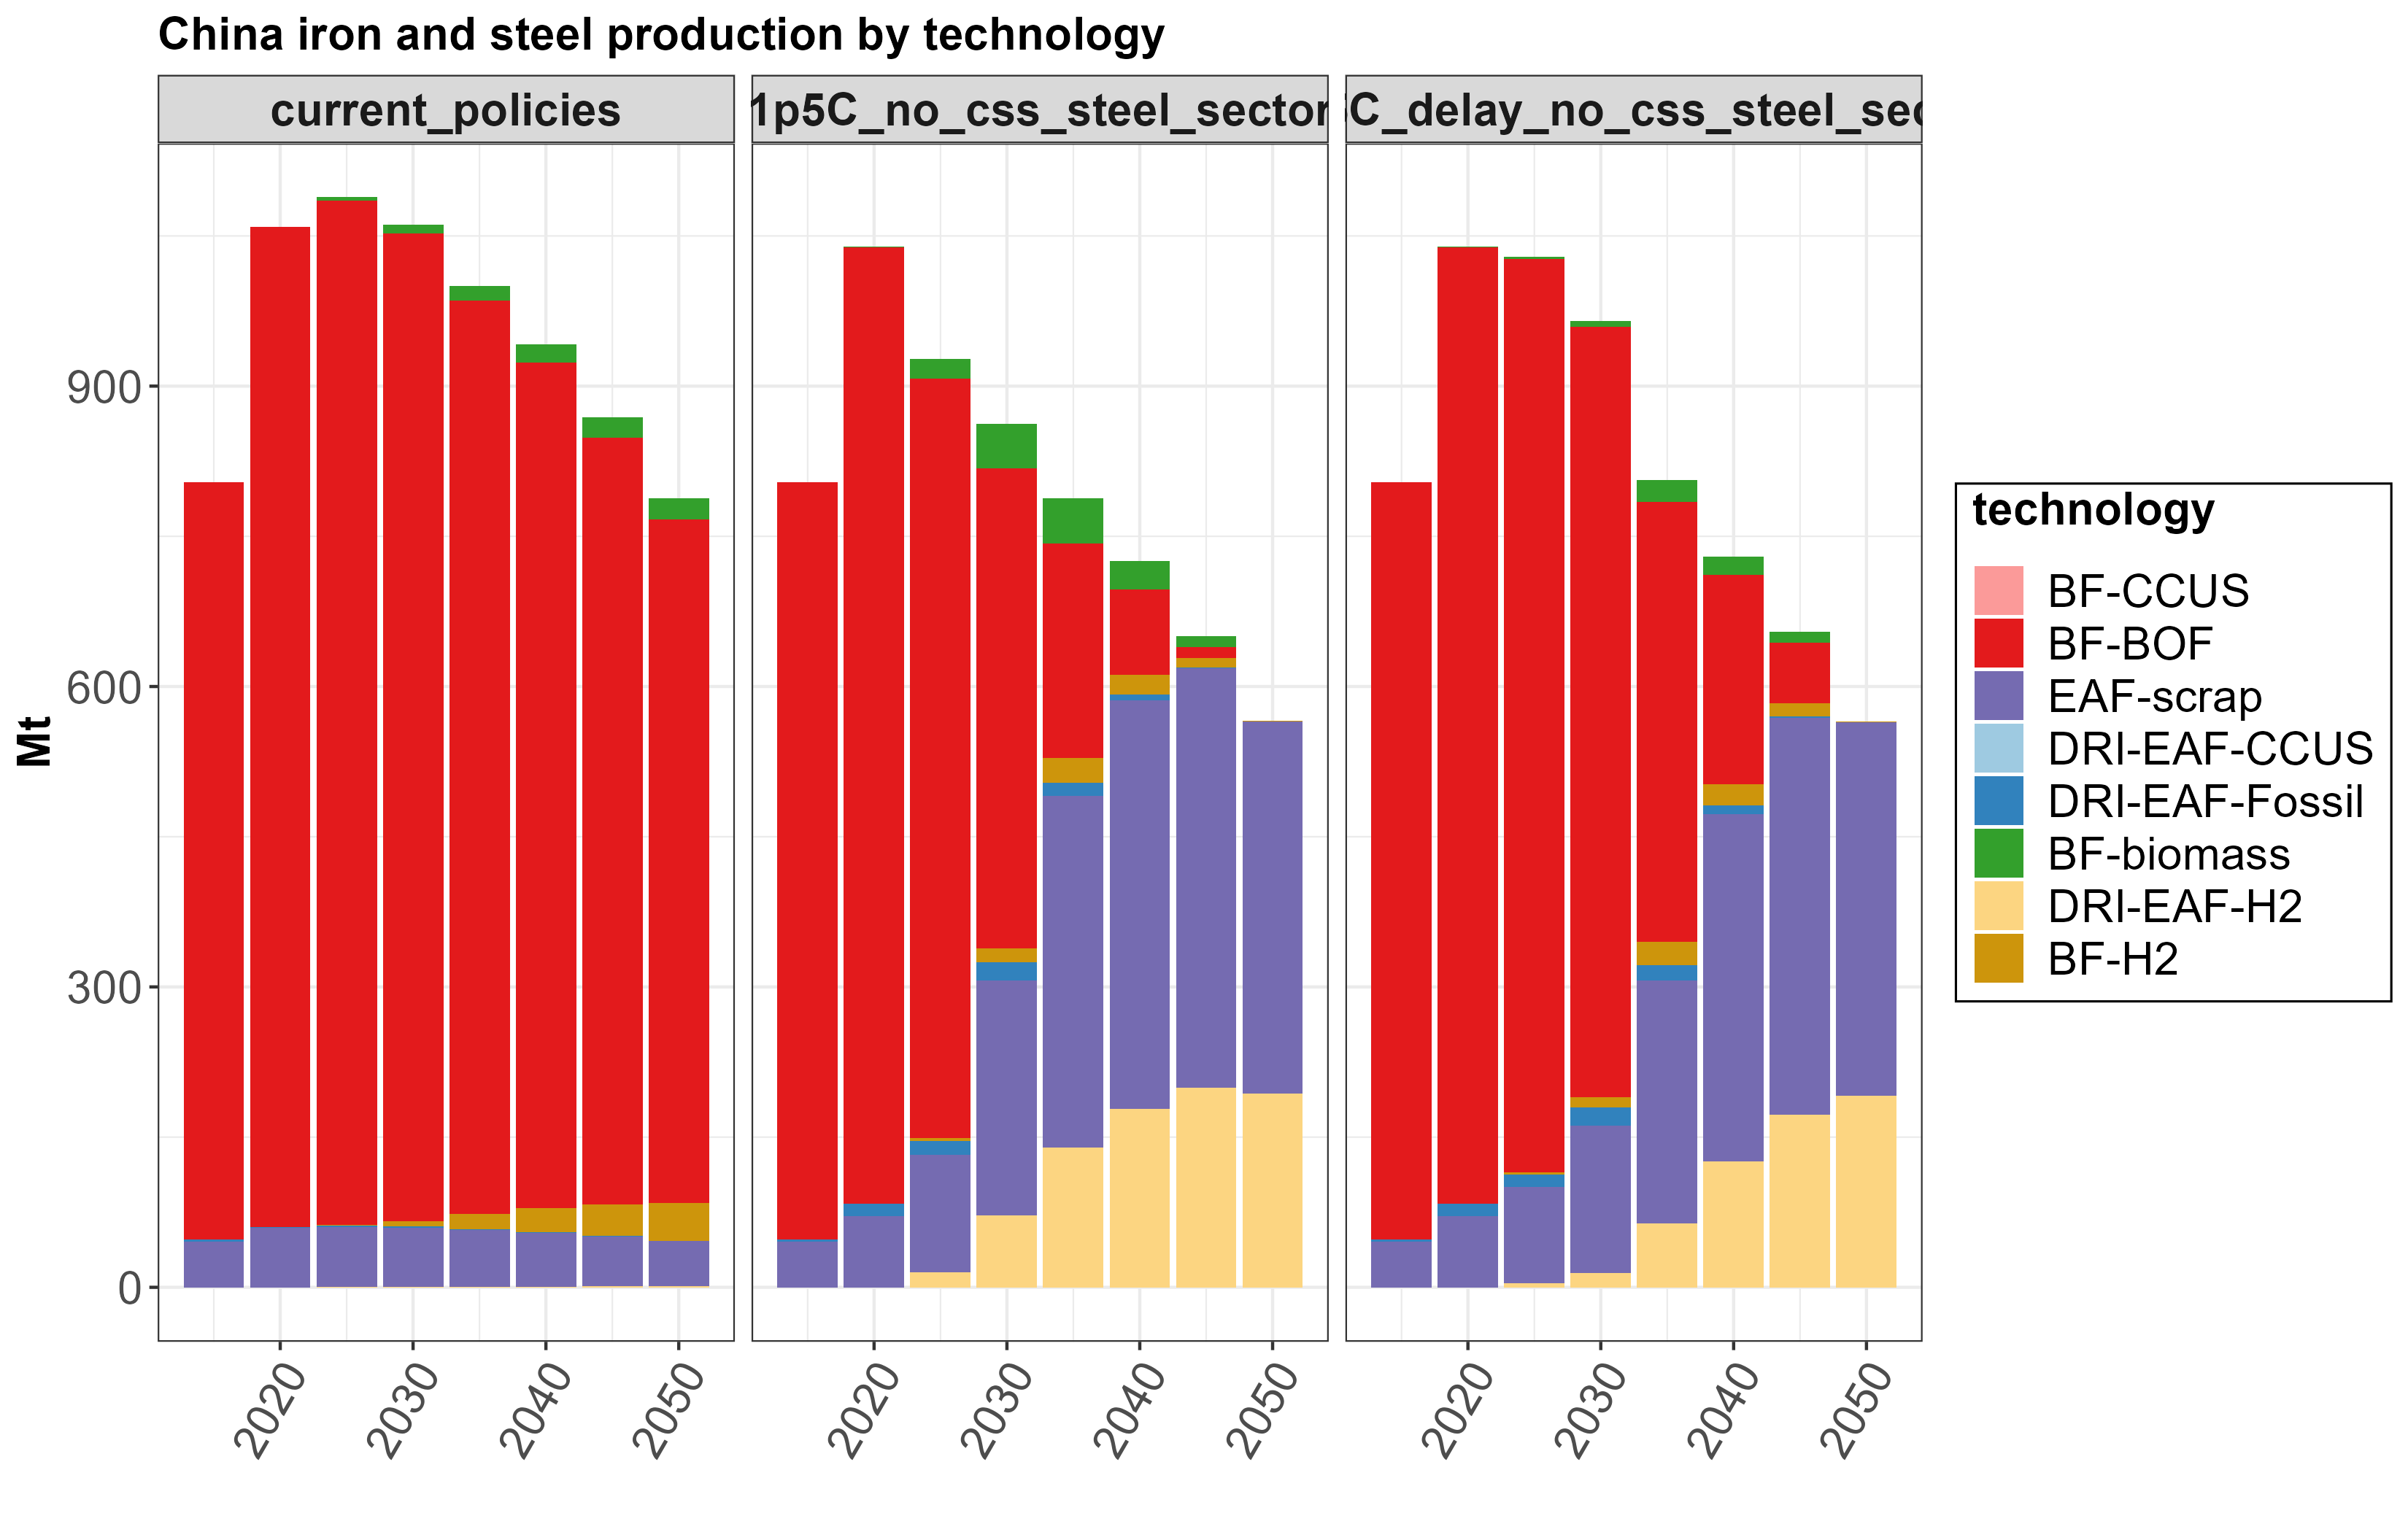 China iron and steel production by technology
current_policies
1p5C_no_css_steel_sector
C_delay_no_css_steel_sec
Mt
900
600
300
0
2020 2030 2040 2050
2020 2030 2040 2050
2020 2030 2040 2050
technology
BF-CCUS
BF-BOF
EAF-scrap
DRI-EAF-CCUS
DRI-EAF-Fossil
BF-biomass
DRI-EAF-H2
BF-H2